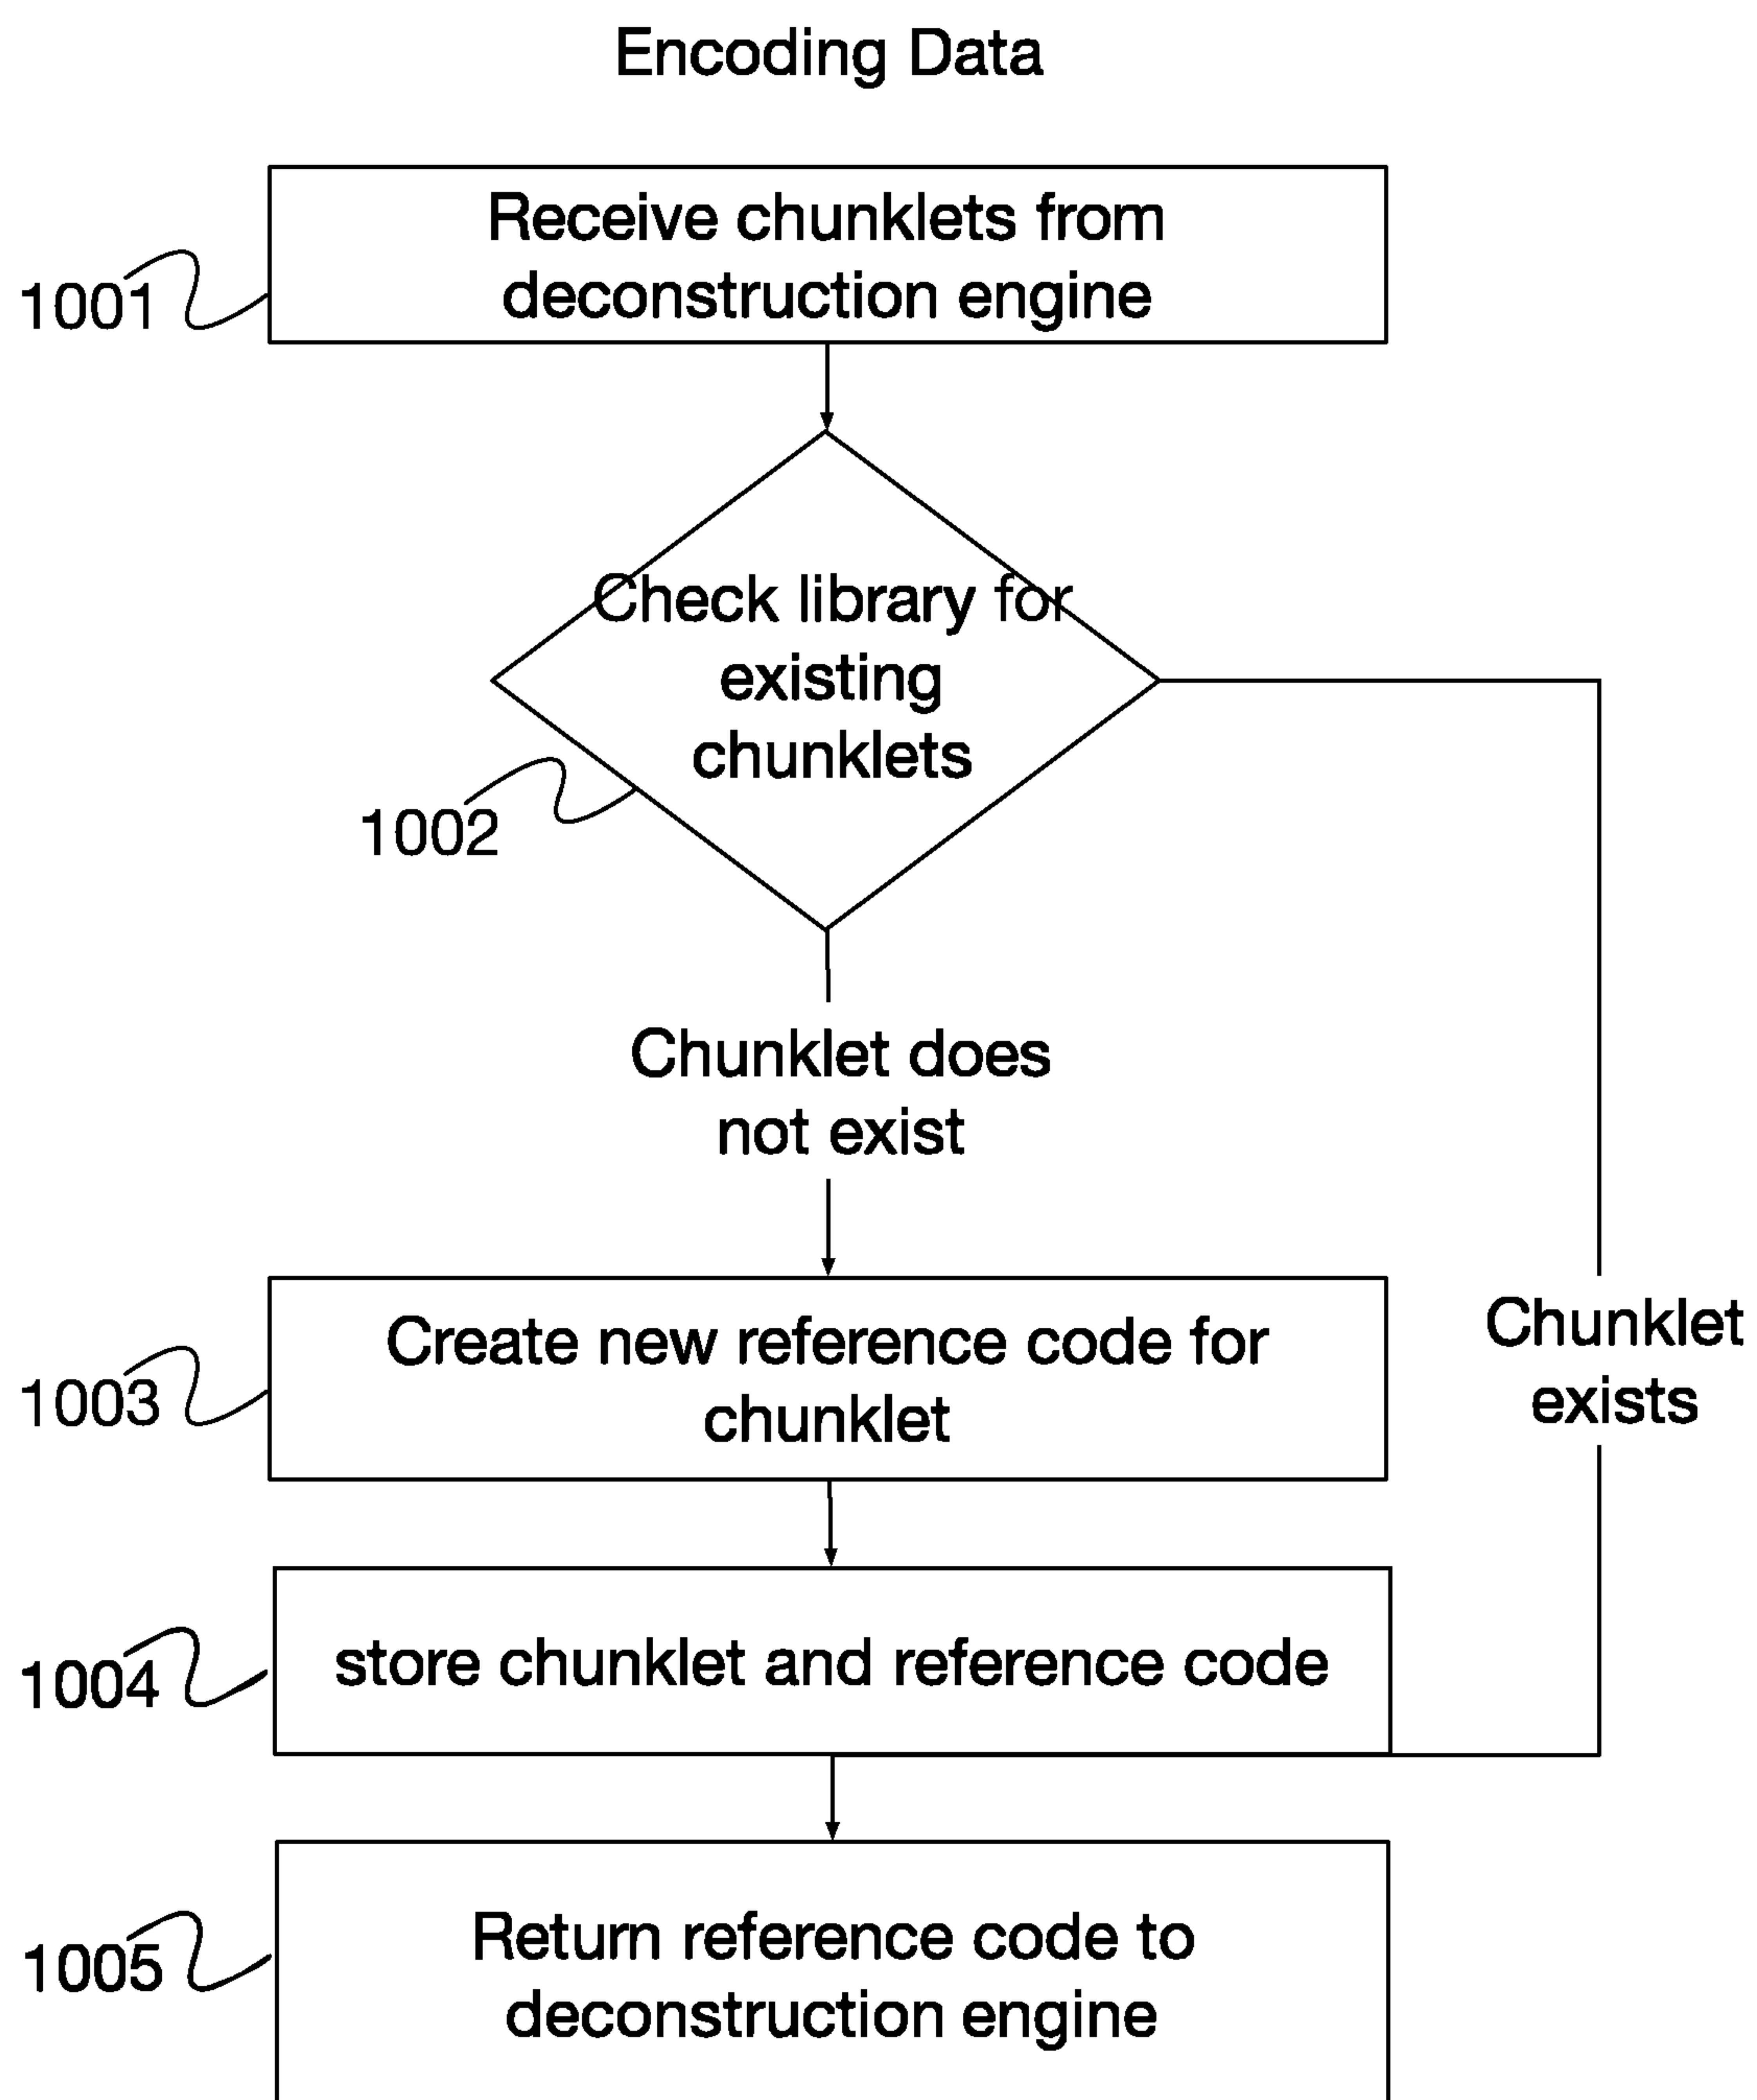 Encoding Data
Receive chunklets from
deconstruction engine
1001
Check library for
existing
chunklets
1002
Chunklet does
not exist
Create new reference code for
chunklet
1003
Chunklet
exists
store chunklet and reference code
1004
Return reference code to
deconstruction engine
1005